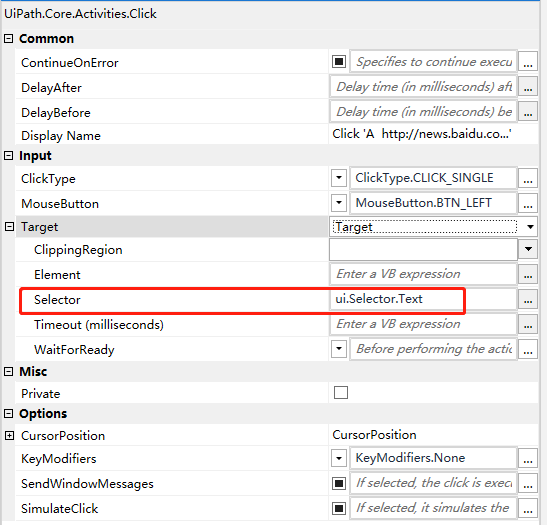 UiPath.Core.Activities.Click
Common
ContinueOnError Specifies to continue execu ...
DelayAfter Delay time (in milliseconds) aft ...
DelayBefore Delay time (in milliseconds) be ...
Display Name Click 'A http://news.baidu.co...'
Input
ClickType ClickType.CLICK_SINGLE ...
MouseButton MouseButton.BTN_LEFT ...
Target Target
ClippingRegion
Element Enter a VB expression ...
Selector ui.Selector.Text ...
Timeout (milliseconds) Enter a VB expression ...
WaitForReady Before performing the actio ...
Misc
Private
Options
CursorPosition CursorPosition
KeyModifiers KeyModifiers.None ...
SendWindowMessages If selected, the click is exec ...
SimulateClick If selected, it simulates the ...